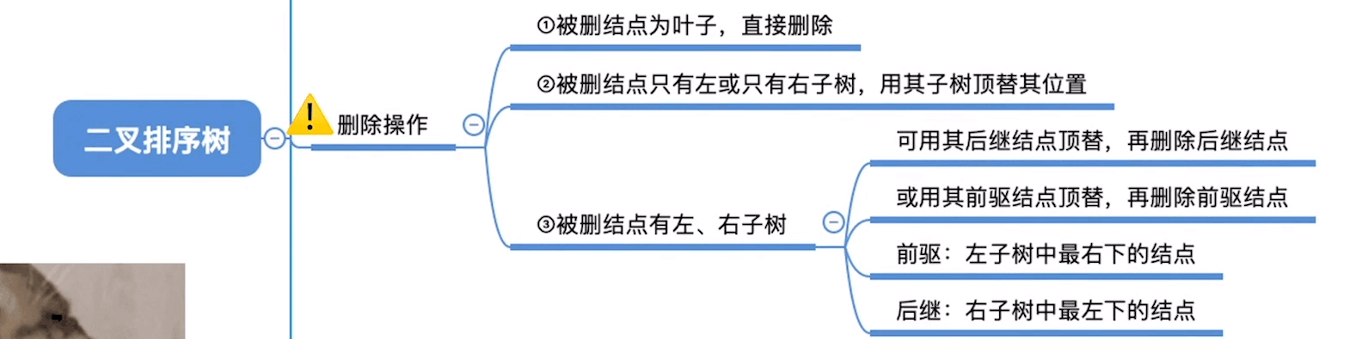 ①被删结点为叶子，直接删除
②被删结点只有左或只有右子树，用其子树顶替其位置
二叉排序树
删除操作
可用其后继结点顶替，再删除后继结点
或用其前驱结点顶替，再删除前驱结点
③被删结点有左、右子树
前驱：左子树中最右下的结点
后继：右子树中最左下的结点